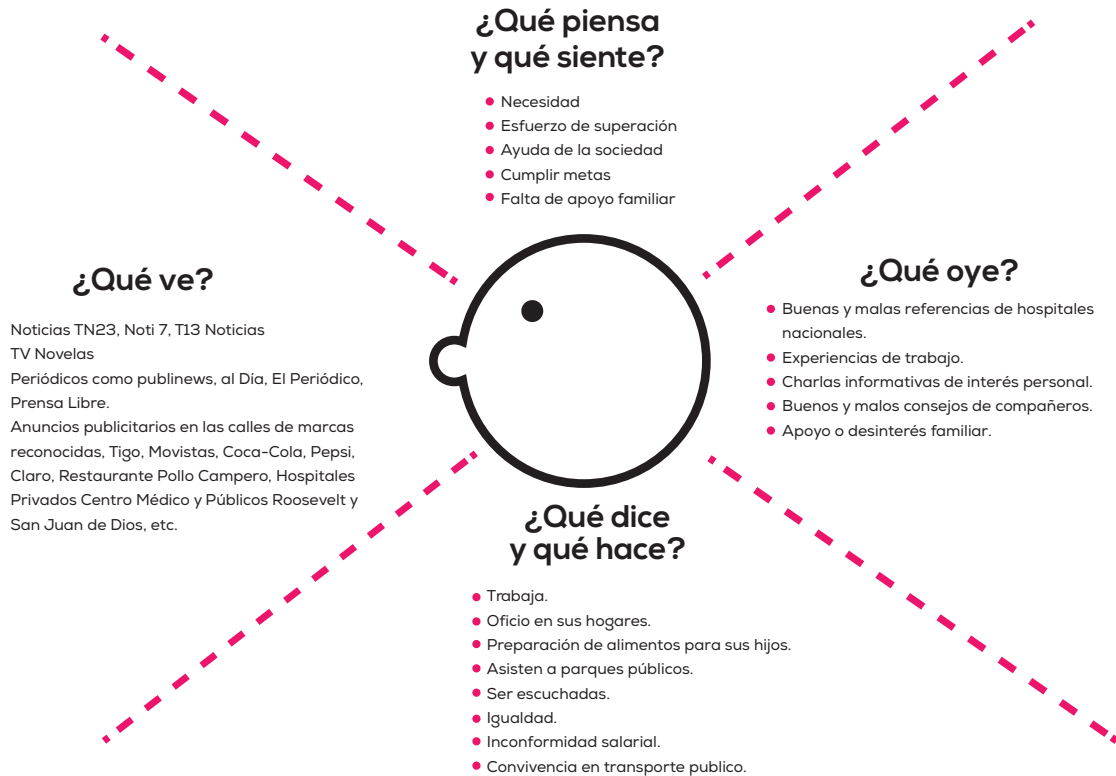 ¿Qué piensa
y qué siente?
Necesidad
Esfuerzo de superación
Ayuda de la sociedad
Cumplir metas
Falta de apoyo familiar
¿Qué ve?
Noticias TN23, Noti 7, T13 Noticias
TV Novelas
Periódicos como publinews, al Día, El Periódico,
Prensa Libre.
Anuncios publicitarios en las calles de marcas
reconocidas, Tigo, Movistas, Coca-Cola, Pepsi,
Claro, Restaurante Pollo Campero, Hospitales
Privados Centro Médico y Públicos Roosevelt y
San Juan de Dios, etc.
¿Qué oye?
Buenas y malas referencias de hospitales
nacionales.
Experiencias de trabajo.
Charlas informativas de interés personal.
Buenos y malos consejos de compañeros.
Apoyo o desinterés familiar.
¿Qué dice
y qué hace?
Trabaja.
Oficio en sus hogares.
Preparación de alimentos para sus hijos.
Asisten a parques públicos.
Ser escuchadas.
Igualdad.
Inconformidad salarial.
Convivencia en transporte publico.